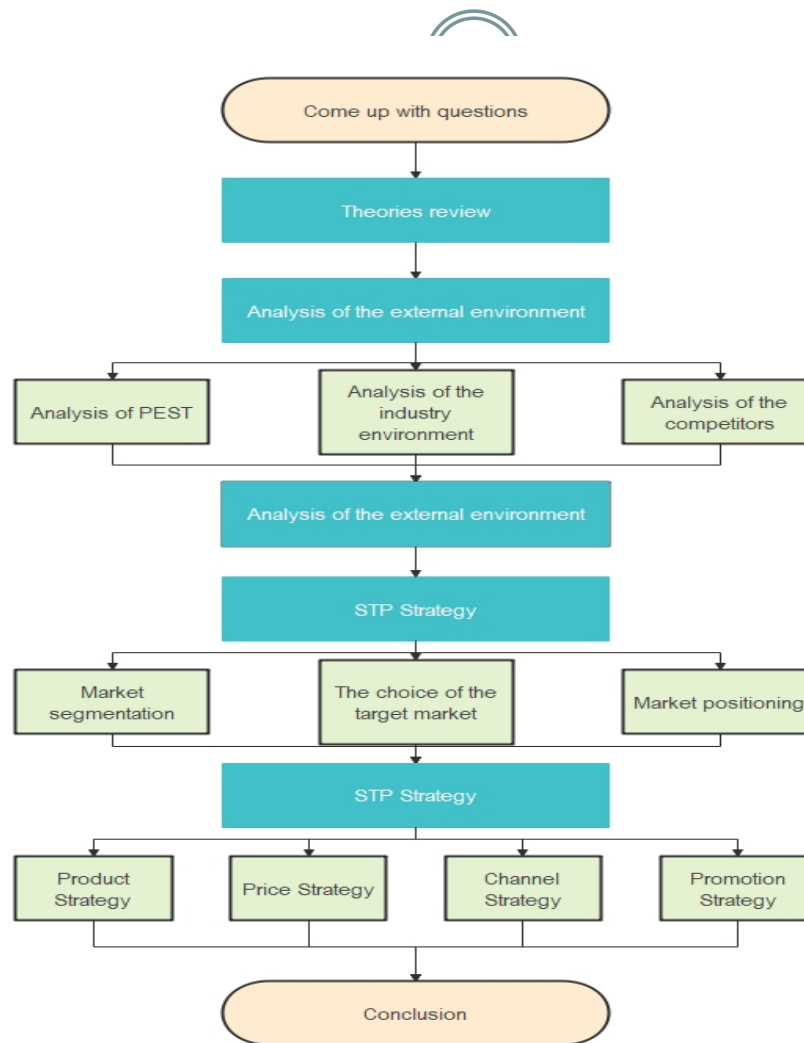 Come up with questions
Theories review
Analysis of the external environment
Analysis of PEST
Analysis of the
industry
environment
Analysis of the
competitors
Analysis of the external environment
STP Strategy
Market
segmentation
The choice of the
target market
Market positioning
STP Strategy
Product
Strategy
Price Strategy
Channel
Strategy
Promotion
Strategy
Conclusion